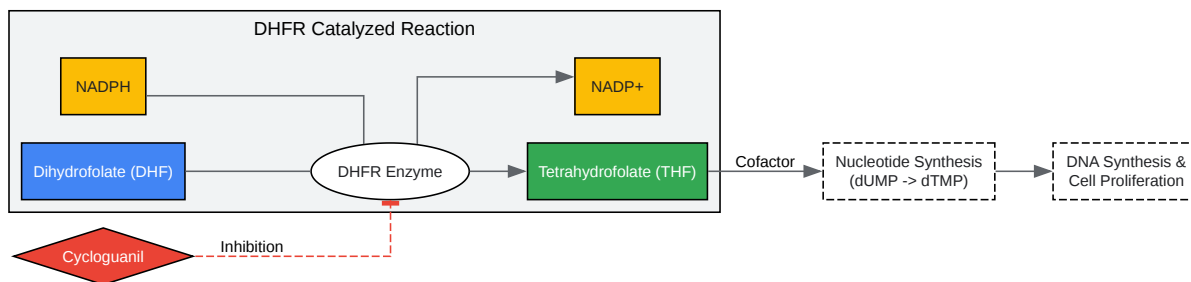 DHFR Catalyzed Reaction
NADPH
NADP+
Dihydrofolate (DHF)
DHFR Enzyme
Tetrahydrofolate (THF)
Cofactor
Nucleotide Synthesis
(dUMP -> dTMP)
DNA Synthesis &
Cell Proliferation
Cycloguanil
Inhibition